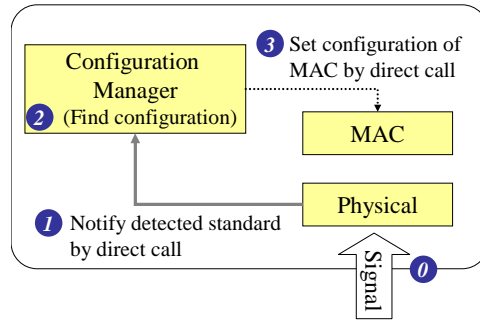 Configuration
Manager
2 (Find configuration)
3 Set configuration of
MAC by direct call
MAC
1 Notify detected standard
by direct call
Physical
Signal
0